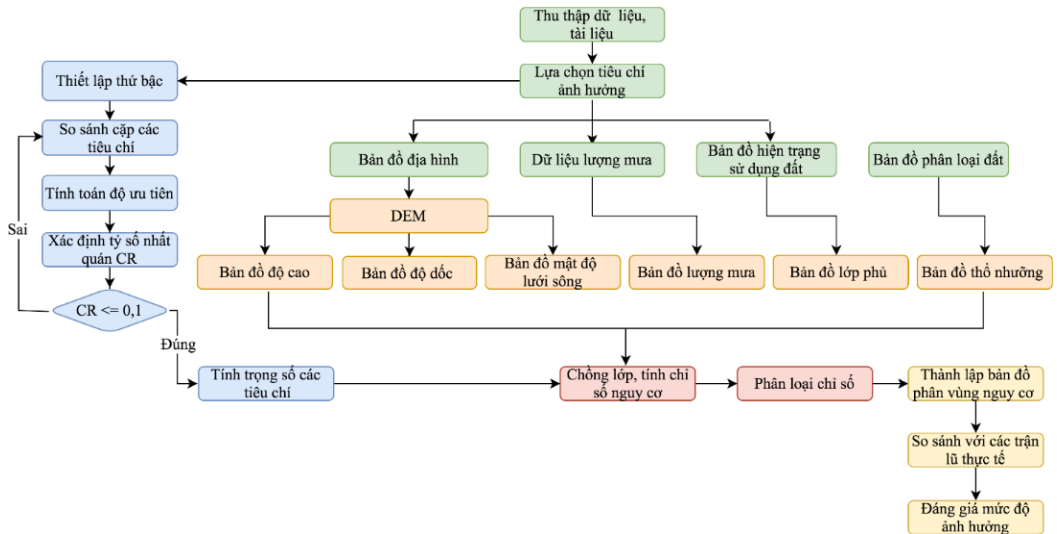 Thu thập dữ liệu,
tài liệu
Lựa chọn tiêu chí
ảnh hưởng
Thiết lập thứ bậc
So sánh cặp các
tiêu chí
Tính toán độ ưu tiên
Xác định tỷ số nhất
quán CR
CR <= 0,1
Sai
Đúng
Bản đồ địa hình
Dữ liệu lượng mưa
Bản đồ hiện trạng
sử dụng đất
Bản đồ phân loại đất
DEM
Bản đồ độ cao
Bản đồ độ dốc
Bản đồ mật độ
lưới sông
Bản đồ lượng mưa
Bản đồ lớp phủ
Bản đồ thổ nhưỡng
Tính trọng số các
tiêu chí
Chồng lớp, tính chỉ
số nguy cơ
Phân loại chỉ số
Thành lập bản đồ
phân vùng nguy cơ
So sánh với các trận
lũ thực tế
Đáng giá mức độ
ảnh hưởng